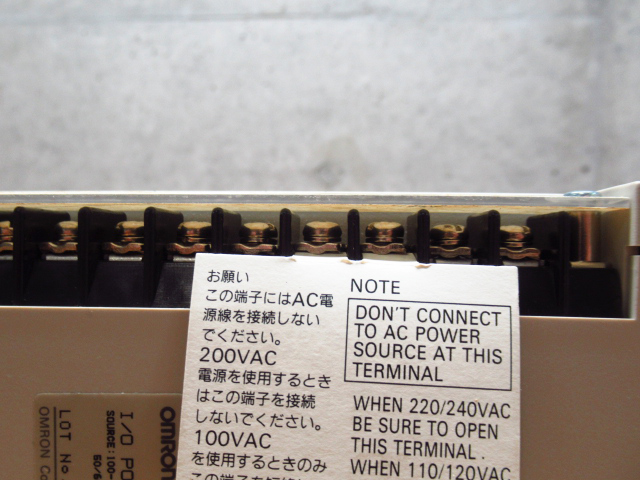 お願い
この端子にはAC電
源線を接続しない
でください。
200VAC
電源を使用するとき
はこの端子を接続
しないでください。
100VAC
を使用するときのみ
NOTE
DON'T CONNECT
TO AC POWER
SOURCE AT THIS
TERMINAL
WHEN 220/240VAC
BE SURE TO OPEN
THIS TERMINAL.
WHEN 110/120VAC
OMRON
I/O
SOURCE:100-
LOT No.
OMRON